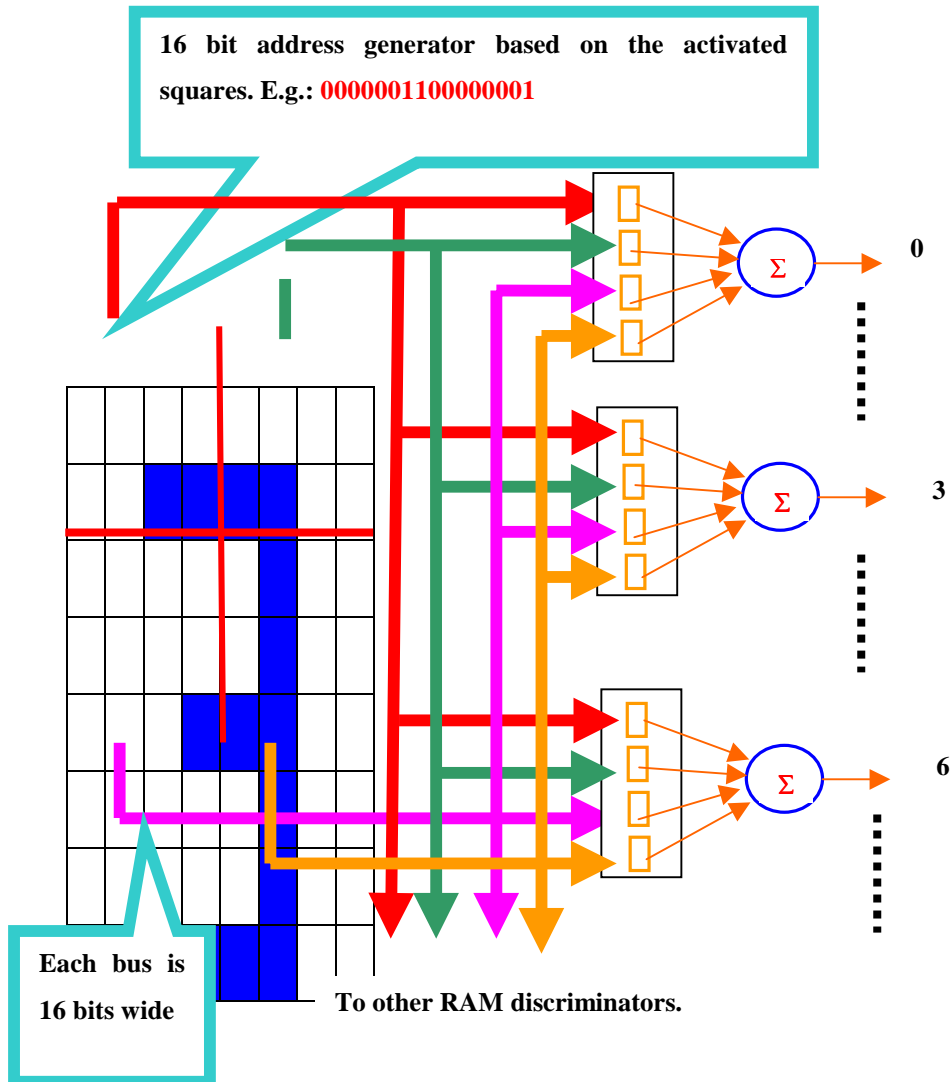 16 bit address generator based on the activated
squares. E.g.: 0000001100000001
Σ
0
Σ
3
Σ
6
Each bus is
16 bits wide
To other RAM discriminators.